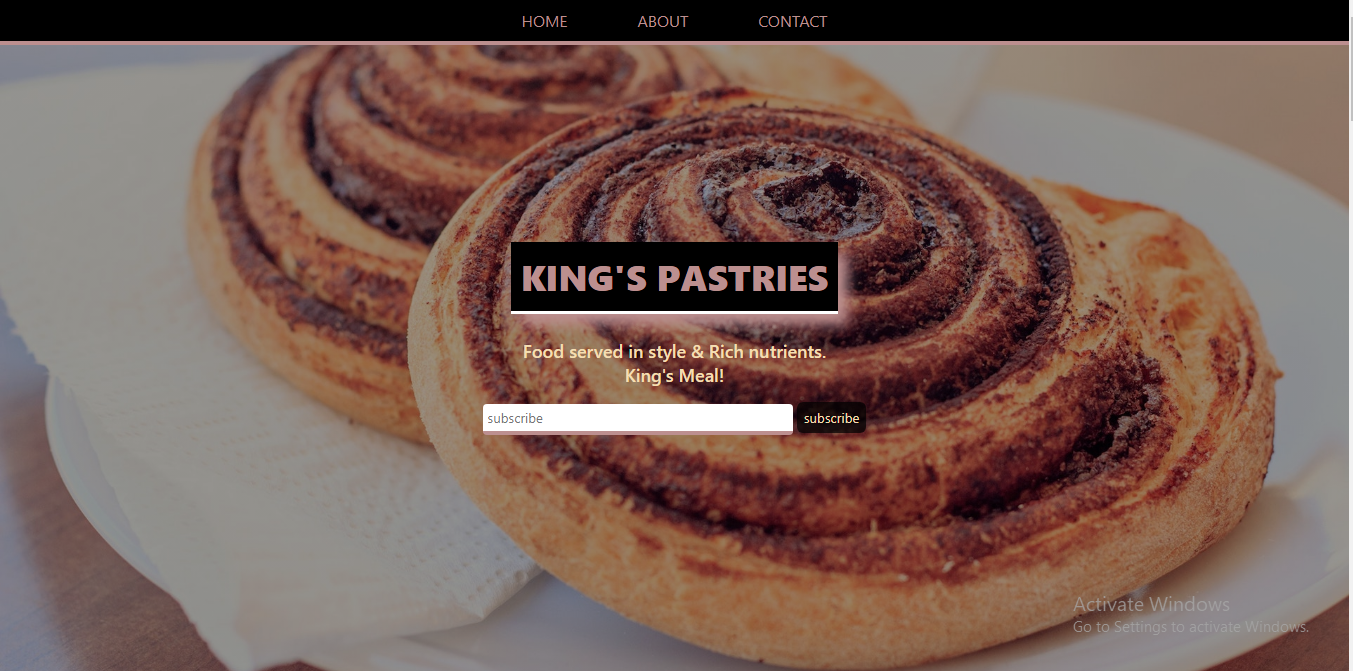 HOME ABOUT CONTACT
KING'S PASTRIES
Food served in style & Rich nutrients.
King's Meal!
subscribe subscribe
Activate Windows
Go to Settings to activate Windows.